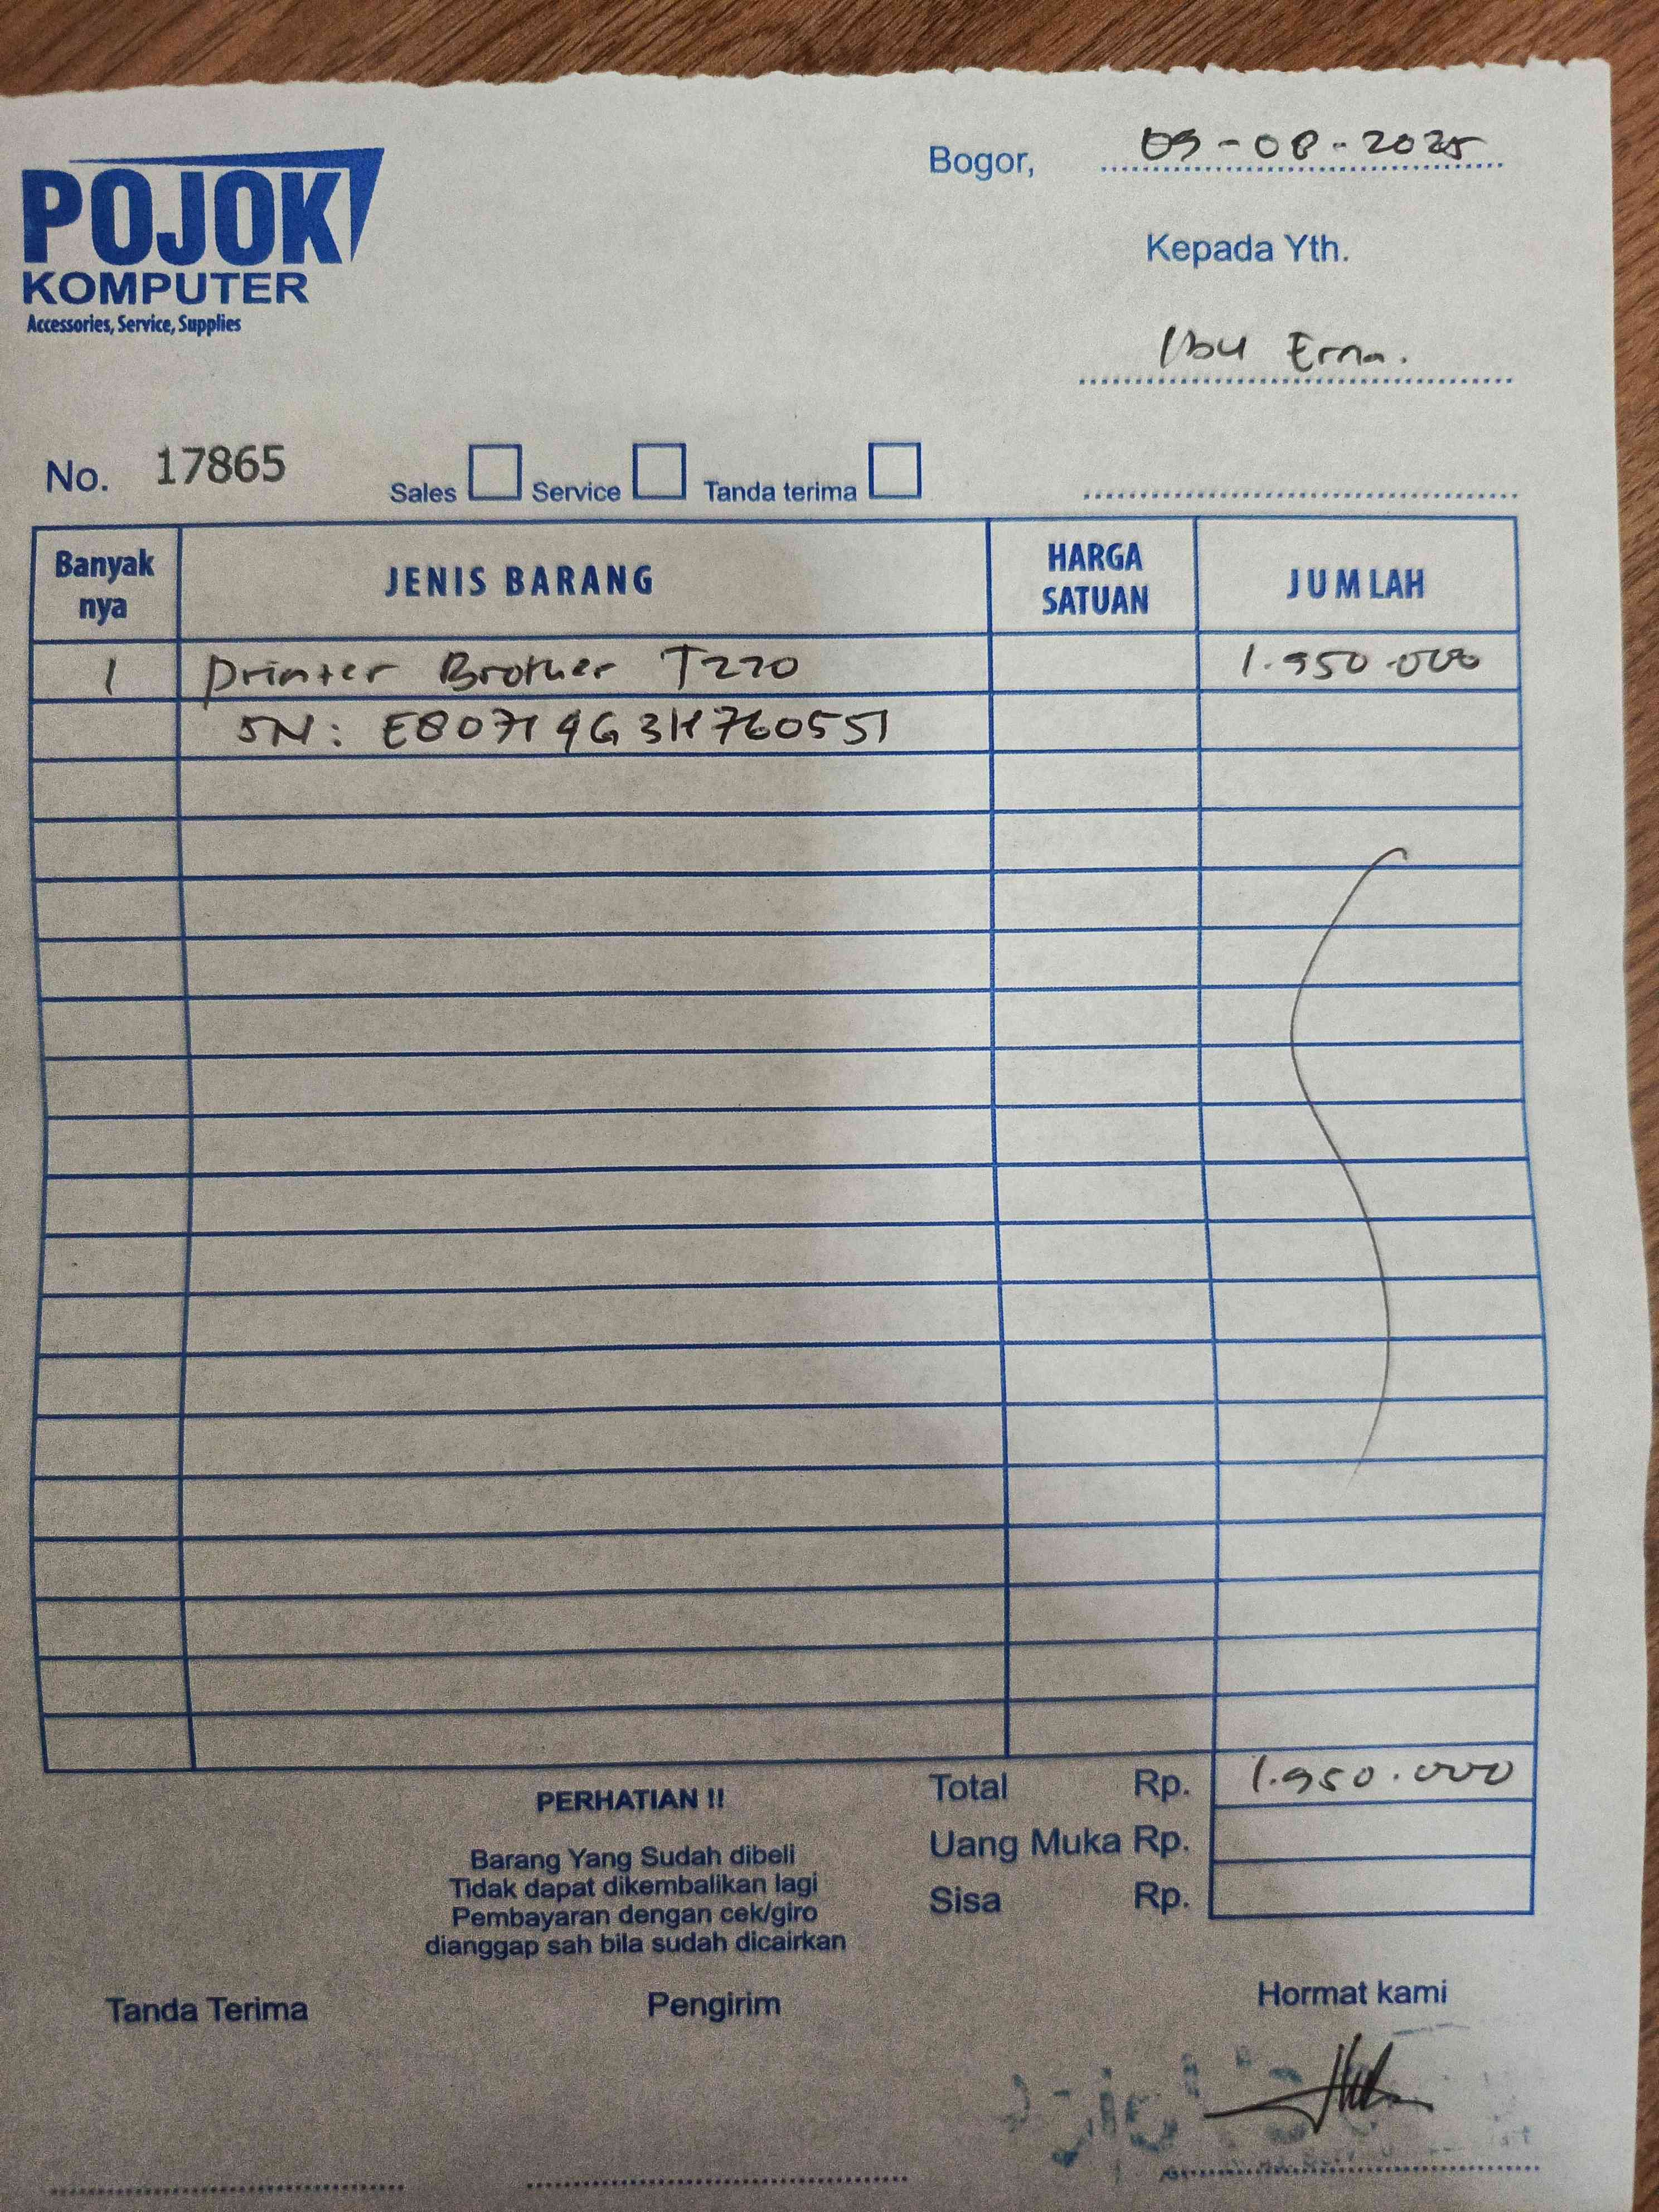 POJOK
KOMPUTER
Accessories, Service, Supplies
Bogor, 09-08-2025
Kepada Yth.
Ibu Erna.
No. 17865 Sales Service Tanda terima
Banyak nya JENIS BARANG HARGA SATUAN JUMLAH
1 Printer Brother T220 1.950.000
SN:
Total Rp. 1.950.000
Uang Muka Rp.
Sisa Rp.
PERHATIAN !!
Barang Yang Sudah dibeli
Tidak dapat dikembalikan lagi
Pembayaran dengan cek/giro
dianggap sah bila sudah dicairkan
Tanda Terima Pengirim Hormat kami